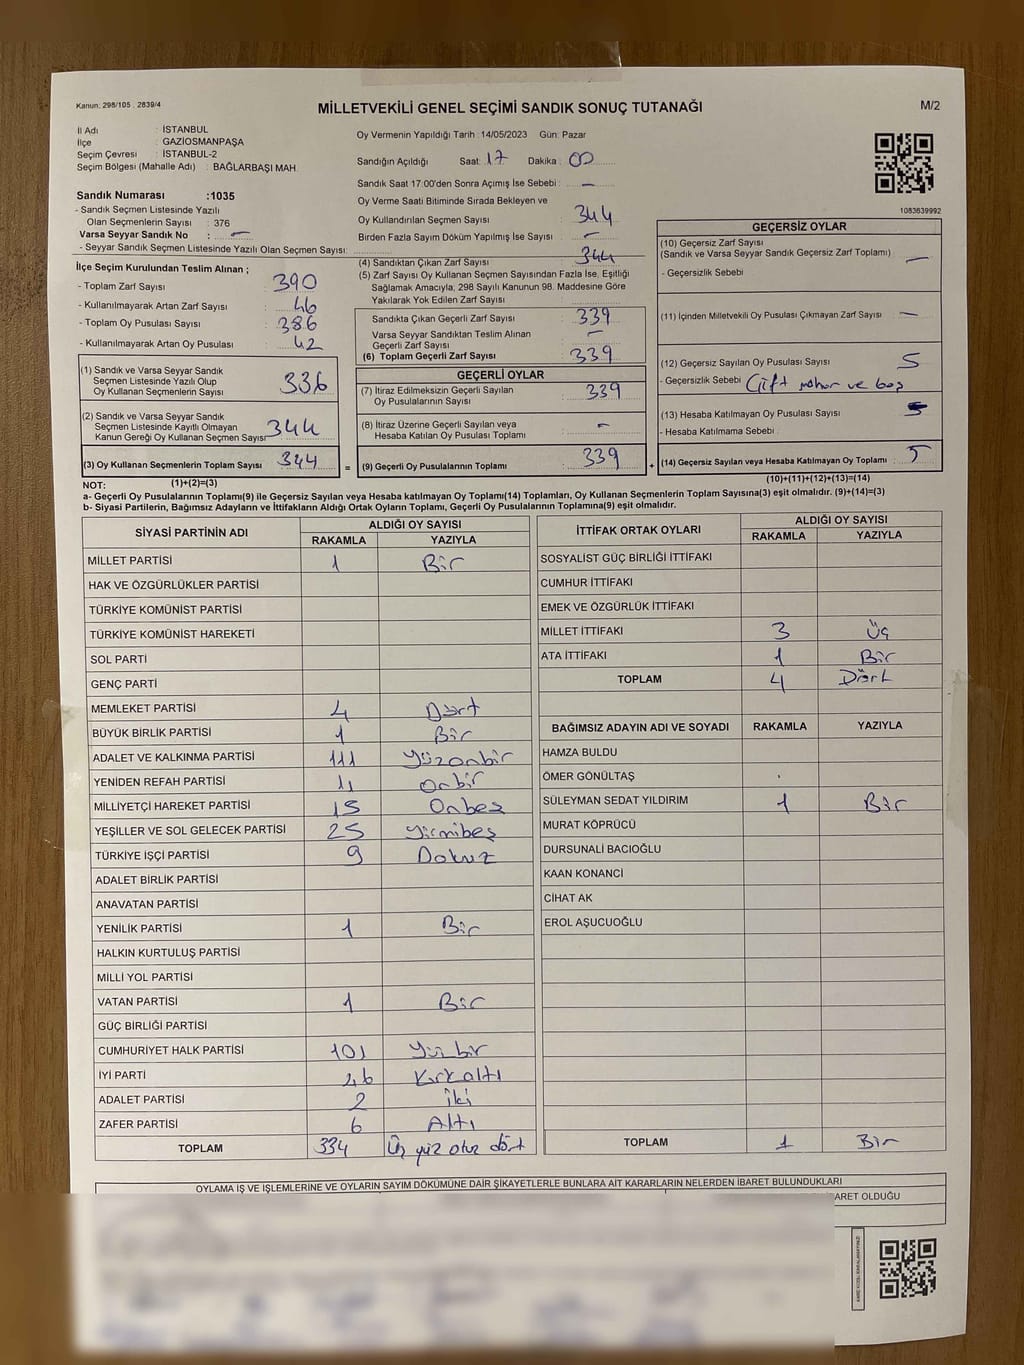 Kanun: 298/105 . 2839/4
MİLLETVEKİLİ GENEL SEÇİMİ SANDIK SONUÇ TUTANAĞI
M/2
İl Adı : İSTANBUL
İlçe : GAZİOSMANPAŞA
Seçim Çevresi : İSTANBUL-2
Seçim Bölgesi (Mahalle Adı) : BAĞLARBAŞI MAH.
Oy Vermenin Yapıldığı Tarih : 14/05/2023 Gün: Pazar
Sandığın Açıldığı Saat: 17 Dakika : 00
Sandık Saat 17:00'den Sonra Açımış İse Sebebi : -
Oy Verme Saati Bitiminde Sırada Bekleyen ve
Oy Kullandırılan Seçmen Sayısı : 344
Birden Fazla Sayım Döküm Yapılmış İse Sayısı : -
Sandık Numarası :1035
- Sandık Seçmen Listesinde Yazılı
Olan Seçmenlerin Sayısı : 376
Varsa Seyyar Sandık No : -
- Seyyar Sandık Seçmen Listesinde Yazılı Olan Seçmen Sayısı:
1083639992
İlçe Seçim Kurulundan Teslim Alınan ;
- Toplam Zarf Sayısı : 390
- Kullanılmayarak Artan Zarf Sayısı : 46
- Toplam Oy Pusulası Sayısı : 386
- Kullanılmayarak Artan Oy Pusulası : 42
(1) Sandık ve Varsa Seyyar Sandık
Seçmen Listesinde Yazılı Olup
Oy Kullanan Seçmenlerin Sayısı : 336
(2) Sandık ve Varsa Seyyar Sandık
Seçmen Listesinde Kayıtlı Olmayan
Kanun Gereği Oy Kullanan Seçmen Sayısı 344
(3) Oy Kullanan Seçmenlerin Toplam Sayısı : 344 =
(4) Sandıktan Çıkan Zarf Sayısı : 344
(5) Zarf Sayısı Oy Kullanan Seçmen Sayısından Fazla İse, Eşitliği
Sağlamak Amacıyla; 298 Sayılı Kanunun 98. Maddesine Göre
Yakılarak Yok Edilen Zarf Sayısı :
Sandıkta Çıkan Geçerli Zarf Sayısı : 339
Varsa Seyyar Sandıktan Teslim Alınan
Geçerli Zarf Sayısı : -
(6) Toplam Geçerli Zarf Sayısı : 339
GEÇERLİ OYLAR
(7) İtiraz Edilmeksizin Geçerli Sayılan
Oy Pusulalarının Sayısı : 339
(8) İtiraz Üzerine Geçerli Sayılan veya
Hesaba Katılan Oy Pusulası Toplamı : -
(9) Geçerli Oy Pusulalarının Toplamı : 339 +
GEÇERSİZ OYLAR
(10) Geçersiz Zarf Sayısı
(Sandık ve Varsa Seyyar Sandık Geçersiz Zarf Toplamı) : -
- Geçersizlik Sebebi :
(11) İçinden Milletvekili Oy Pusulası Çıkmayan Zarf Sayısı : -
(12) Geçersiz Sayılan Oy Pusulası Sayısı : 5
- Geçersizlik Sebebi : Çift mühür ve boş
(13) Hesaba Katılmayan Oy Pusulası Sayısı :
- Hesaba Katılmama Sebebi :
(14) Geçersiz Sayılan veya Hesaba Katılmayan Oy Toplamı : 5
NOT: (1)+(2)=(3)
(10)+(11)+(12)+(13)=(14)
a- Geçerli Oy Pusulalarının Toplamı(9) ile Geçersiz Sayılan veya Hesaba katılmayan Oy Toplamı(14) Toplamları, Oy Kullanan Seçmenlerin Toplam Sayısına(3) eşit olmalıdır. (9)+(14)=(3)
b- Siyasi Partilerin, Bağımsız Adayların ve İttifakların Aldığı Ortak Oyların Toplamı, Geçerli Oy Pusulalarının Toplamına(9) eşit olmalıdır.
SİYASİ PARTİNİN ADI
ALDIĞI OY SAYISI
RAKAMLA YAZIYLA
MİLLET PARTİSİ 1 Bir
HAK VE ÖZGÜRLÜKLER PARTİSİ
TÜRKİYE KOMÜNİST PARTİSİ
TÜRKİYE KOMÜNİST HAREKETİ
SOL PARTİ
GENÇ PARTİ
MEMLEKET PARTİSİ 4 Dört
BÜYÜK BİRLİK PARTİSİ 1 Bir
ADALET VE KALKINMA PARTİSİ 111 Yüzonbir
YENİDEN REFAH PARTİSİ 11 Onbir
MİLLİYETÇİ HAREKET PARTİSİ 15 Onbeş
YEŞİLLER VE SOL GELECEK PARTİSİ 25 Yirmibeş
TÜRKİYE İŞÇİ PARTİSİ 9 Dokuz
ADALET BİRLİK PARTİSİ
ANAVATAN PARTİSİ
YENİLİK PARTİSİ 1 Bir
HALKIN KURTULUŞ PARTİSİ
MİLLİ YOL PARTİSİ
VATAN PARTİSİ 1 Bir
GÜÇ BİRLİĞİ PARTİSİ
CUMHURİYET HALK PARTİSİ 101 Yüz bir
İYİ PARTİ 46 Kırkaltı
ADALET PARTİSİ 2 İki
ZAFER PARTİSİ 6 Altı
TOPLAM 334 Üç yüz otuz dört
İTTİFAK ORTAK OYLARI
ALDIĞI OY SAYISI
RAKAMLA YAZIYLA
SOSYALİST GÜÇ BİRLİĞİ İTTİFAKI
CUMHUR İTTİFAKI
EMEK VE ÖZGÜRLÜK İTTİFAKI
MİLLET İTTİFAKI 3 Üç
ATA İTTİFAKI 1 Bir
TOPLAM 4 Dört
BAĞIMSIZ ADAYIN ADI VE SOYADI RAKAMLA YAZIYLA
HAMZA BULDU
ÖMER GÖNÜLTAŞ
SÜLEYMAN SEDAT YILDIRIM 1 Bir
MURAT KÖPRÜCÜ
DURSUNALİ BACIOĞLU
KAAN KONANCİ
CİHAT AK
EROL AŞUCUOĞLU
TOPLAM 1 Bir
OYLAMA İŞ VE İŞLEMLERİNE VE OYLARIN SAYIM DÖKÜMÜNE DAİR ŞİKAYETLERLE BUNLARA AİT KARARLARIN NELERDEN İBARET BULUNDUKLARI
ARET OLDUĞU